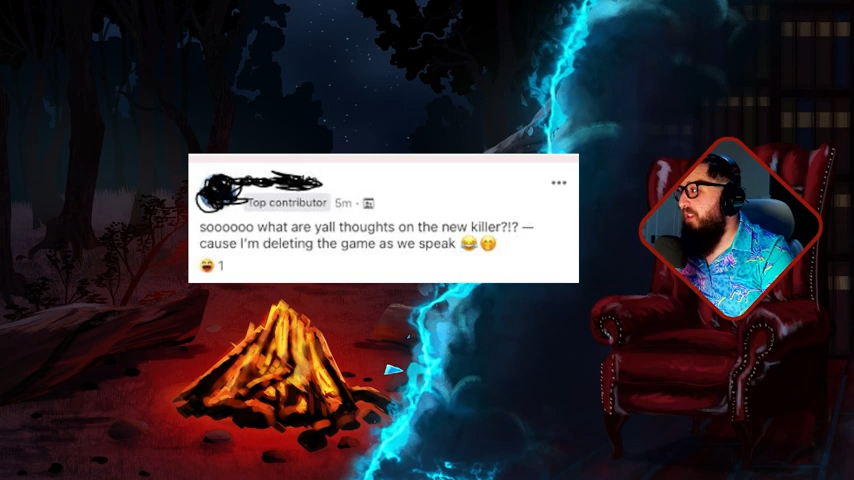 Top contributor 5m ·
soooooo what are yall thoughts on the new killer?!? —
cause I'm deleting the game as we speak 😂🤭
1